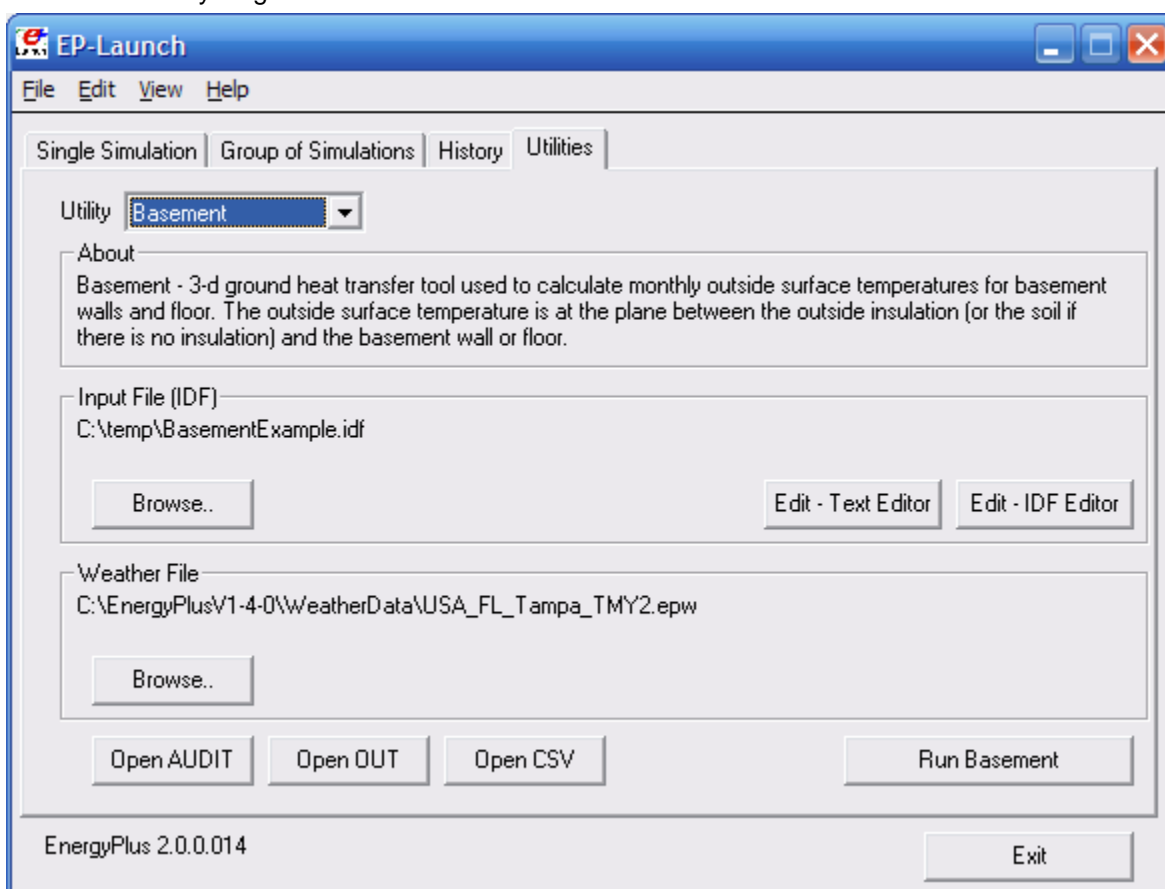 EP-Launch
File Edit View Help
Single Simulation Group of Simulations History Utilities
Utility Basement
About
Basement - 3-d ground heat transfer tool used to calculate monthly outside surface temperatures for basement
walls and floor. The outside surface temperature is at the plane between the outside insulation (or the soil if
there is no insulation) and the basement wall or floor.
Input File (IDF)
C:\temp\BasementExample.idf
Browse.. Edit - Text Editor Edit - IDF Editor
Weather File
C:\EnergyPlusV1-4-0\WeatherData\USA_FL_Tampa_TMY2.epw
Browse..
Open AUDIT Open OUT Open CSV Run Basement
EnergyPlus 2.0.0.014 Exit